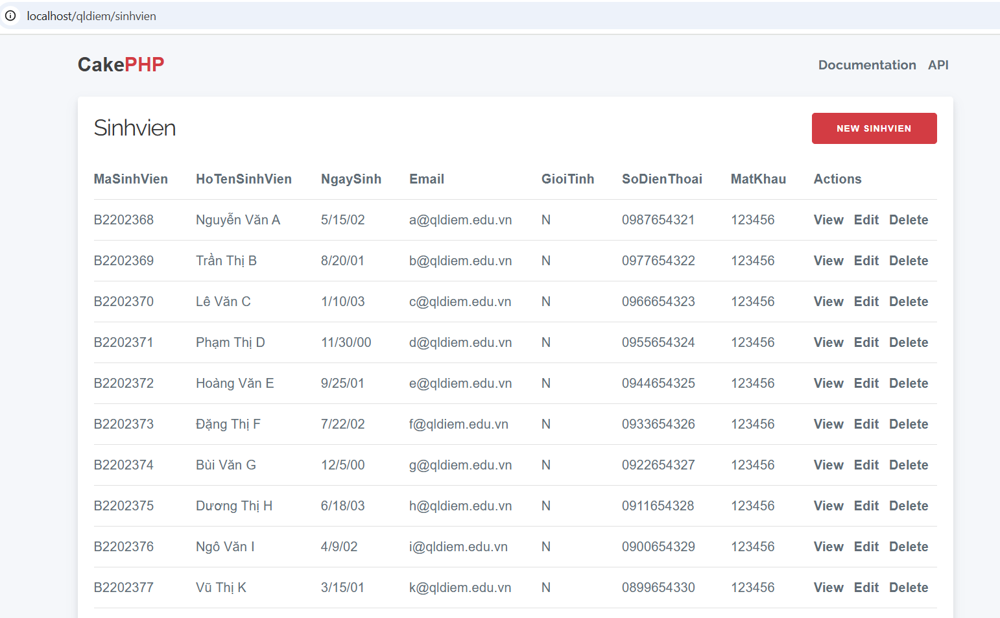 localhost/qldiem/sinhvien
CakePHP Documentation API
Sinhvien NEW SINHVIEN
MaSinhVien HoTenSinhVien NgaySinh Email GioiTinh SoDienThoai MatKhau Actions
B2202368 Nguyễn Văn A 5/15/02 a@qldiem.edu.vn N 0987654321 123456 View Edit Delete
B2202369 Trần Thị B 8/20/01 b@qldiem.edu.vn N 0977654322 123456 View Edit Delete
B2202370 Lê Văn C 1/10/03 c@qldiem.edu.vn N 0966654323 123456 View Edit Delete
B2202371 Phạm Thị D 11/30/00 d@qldiem.edu.vn N 0955654324 123456 View Edit Delete
B2202372 Hoàng Văn E 9/25/01 e@qldiem.edu.vn N 0944654325 123456 View Edit Delete
B2202373 Đặng Thị F 7/22/02 f@qldiem.edu.vn N 0933654326 123456 View Edit Delete
B2202374 Bùi Văn G 12/5/00 g@qldiem.edu.vn N 0922654327 123456 View Edit Delete
B2202375 Dương Thị H 6/18/03 h@qldiem.edu.vn N 0911654328 123456 View Edit Delete
B2202376 Ngô Văn I 4/9/02 i@qldiem.edu.vn N 0900654329 123456 View Edit Delete
B2202377 Vũ Thị K 3/15/01 k@qldiem.edu.vn N 0899654330 123456 View Edit Delete